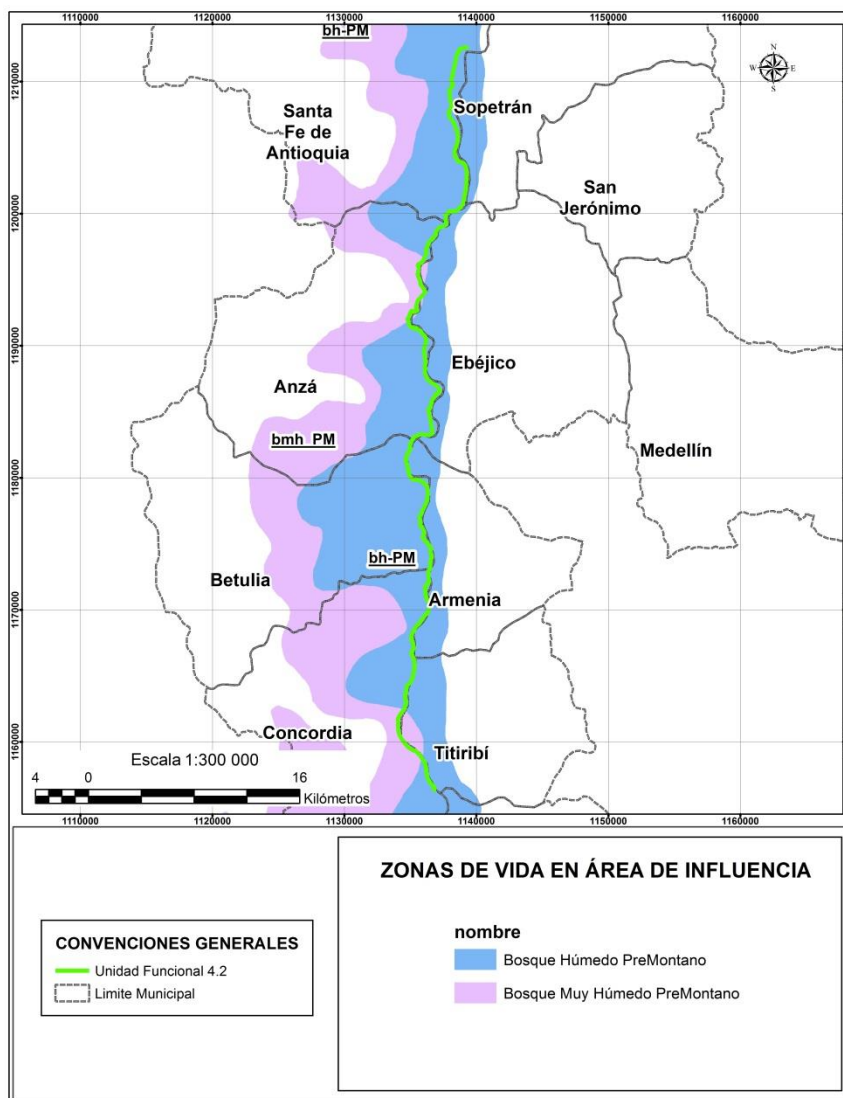 1110000 1120000 1130000 1140000 1150000 1160000
bh-PM
1210000
N
W E
S
Sopetrán
Santa
Fe de
Antioquia
San
Jerónimo
1200000
1190000
Ebéjico
Anzá
bmh PM
Medellín
1180000
bh-PM
Betulia
Armenia
1170000
Concordia
1160000
Titiribí
Escala 1:300 000
4 0 16
Kilómetros
1110000 1120000 1130000 1140000 1150000 1160000
ZONAS DE VIDA EN ÁREA DE INFLUENCIA
CONVENCIONES GENERALES
Unidad Funcional 4.2
Limite Municipal
nombre
Bosque Húmedo PreMontano
Bosque Muy Húmedo PreMontano